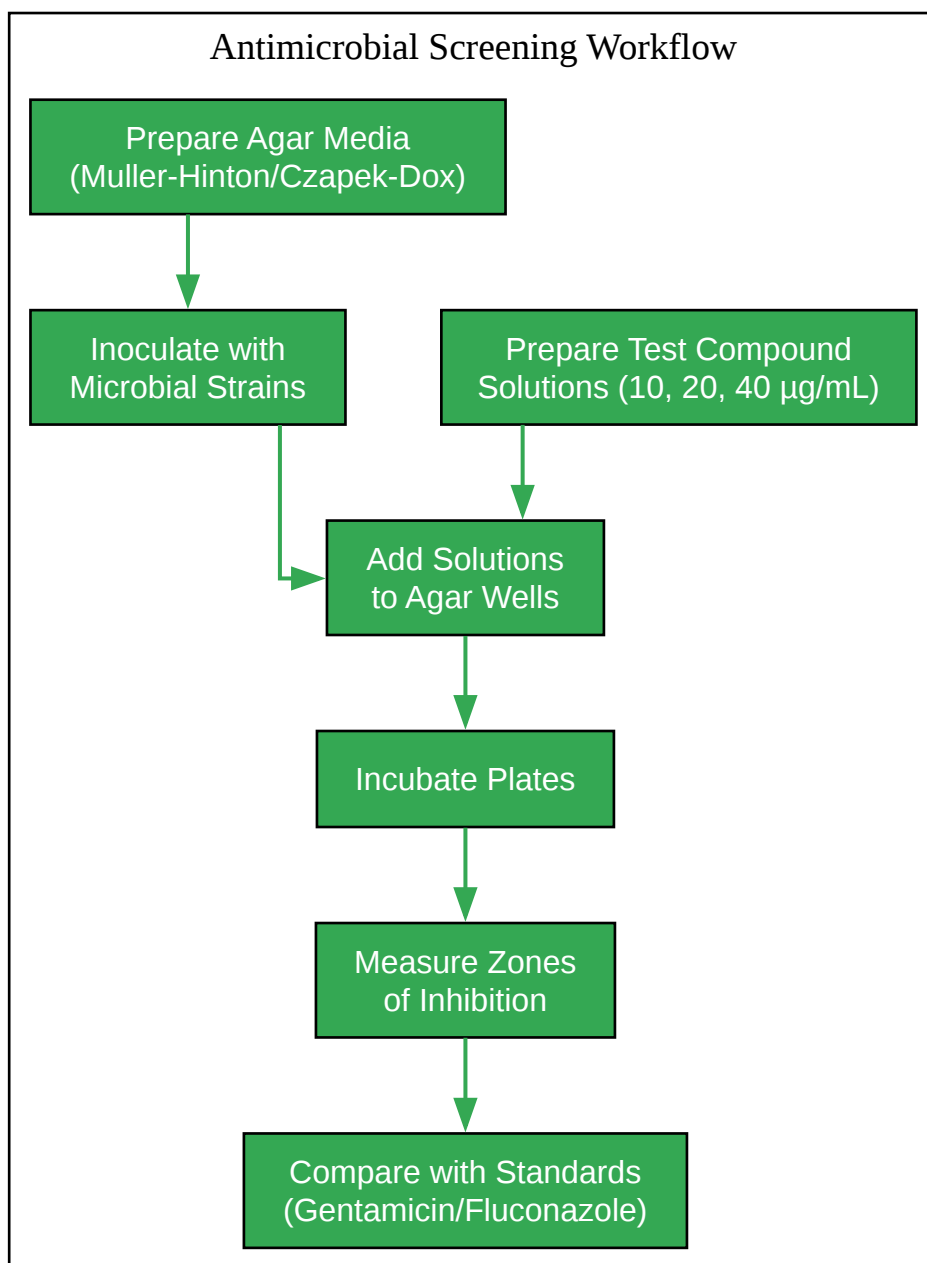 Antimicrobial Screening Workflow
Prepare Agar Media
(Muller-Hinton/Czapek-Dox)
Inoculate with
Microbial Strains
Prepare Test Compound
Solutions (10, 20, 40 µg/mL)
Add Solutions
to Agar Wells
Incubate Plates
Measure Zones
of Inhibition
Compare with Standards
(Gentamicin/Fluconazole)